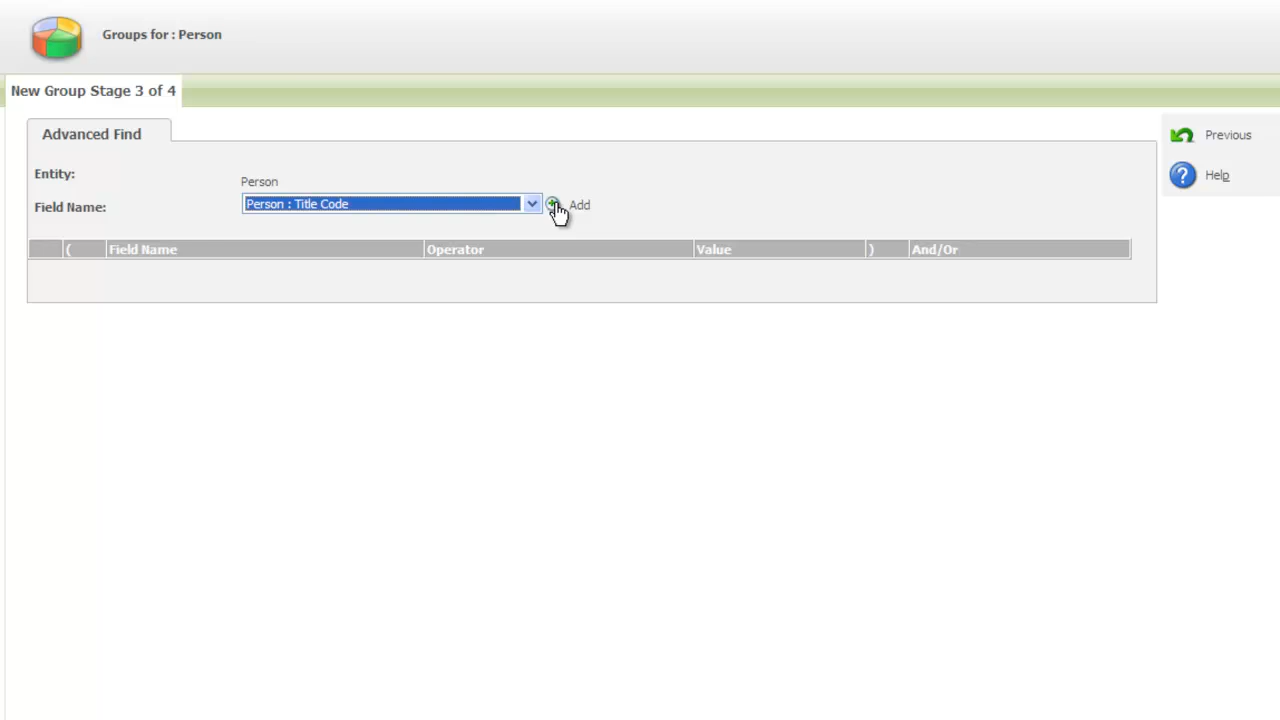 Groups for : Person
New Group Stage 3 of 4
Advanced Find
Previous
Help
Entity:
Person
Field Name:
Person : Title Code
Add
( Field Name Operator Value ) And/Or